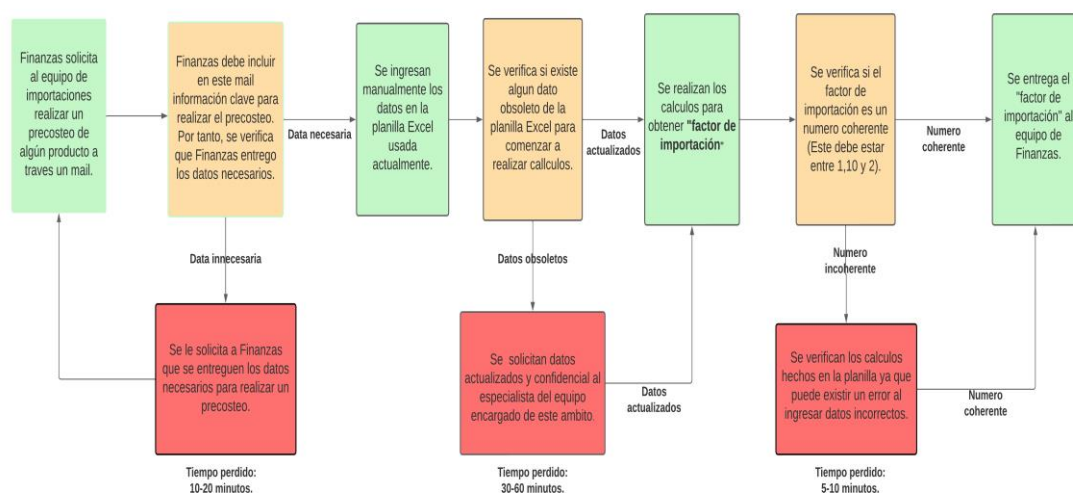 Finanzas solicita
al equipo de
importaciones
realizar un
precosteo de
algún producto a
traves un mail.
Finanzas debe incluir
en este mail
información clave para
realizar el precosteo.
Por tanto, se verifica
que Finanzas entrego
los datos necesarios.
Data necesaria
Se ingresan
manualmente los
datos en la
planilla Excel
usada
actualmente.
Se verifica si existe
algun dato
obsoleto de la
planilla Excel para
comenzar a
realizar callculos.
Datos
actualizados
Se realizan los
calculos para
obtener "factor de
importación"
Se verifica si el
factor de
importación es un
numero coherente
(Este debe estar
entre 1,10 y 2).
Numero
coherente
Se entrega el
"factor de
importación" al
equipo de
Finanzas.
Data innecesaria
Datos obsoletos
Numero
incoherente
Se le solicita a Finanzas
que se entreguen los datos
necesarios para realizar un
precosteo.
Se solicitan datos
actualizados y confidencial al
especialista del equipo
encargado de este ambito.
Datos
actualizados
Se verifican los calculos
hechos en la planilla ya que
puede existir un error al
ingresar datos incorrectos.
Numero
coherente
Tiempo perdido:
10-20 minutos.
Tiempo perdido:
30-60 minutos.
Tiempo perdido:
5-10 minutos.